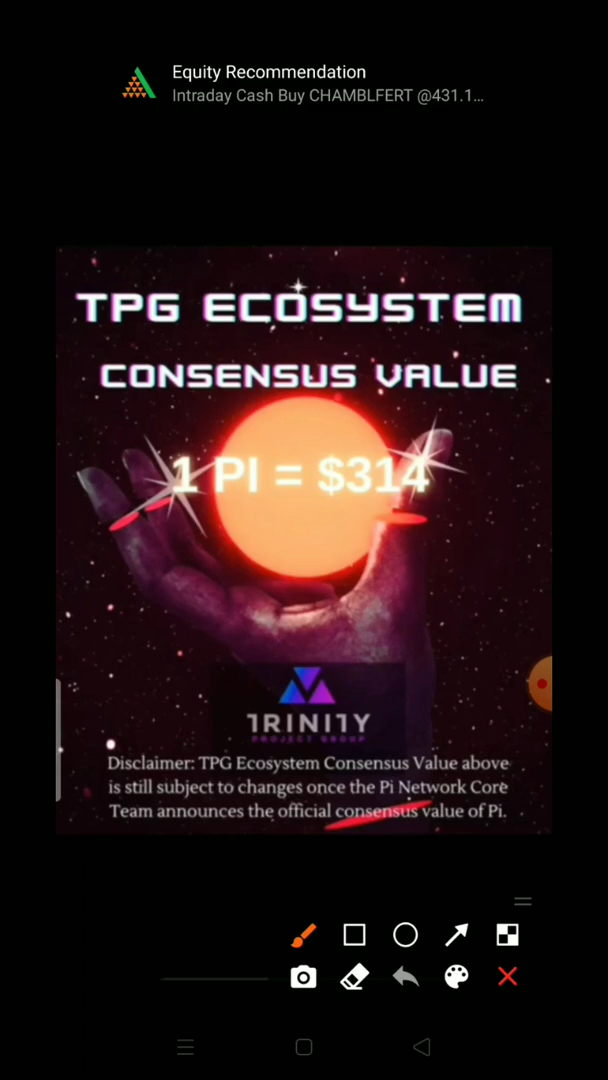 Equity Recommendation
Intraday Cash Buy CHAMBLFERT @431.1...
TPG ECOSYSTEM
CONSENSUS VALUE
1 PI = $314
TRINITY
PROJECT GROUP
Disclaimer: TPG Ecosystem Consensus Value above
is still subject to changes once the Pi Network Core
Team announces the official consensus value of Pi.